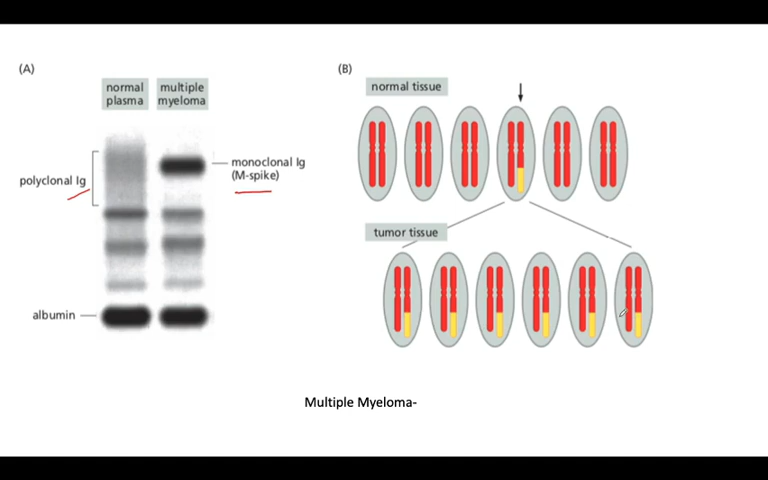 (A)
normal
plasma
multiple
myeloma
polyclonal Ig
monoclonal Ig
(M-spike)
albumin
(B)
normal tissue
tumor tissue
Multiple Myeloma-